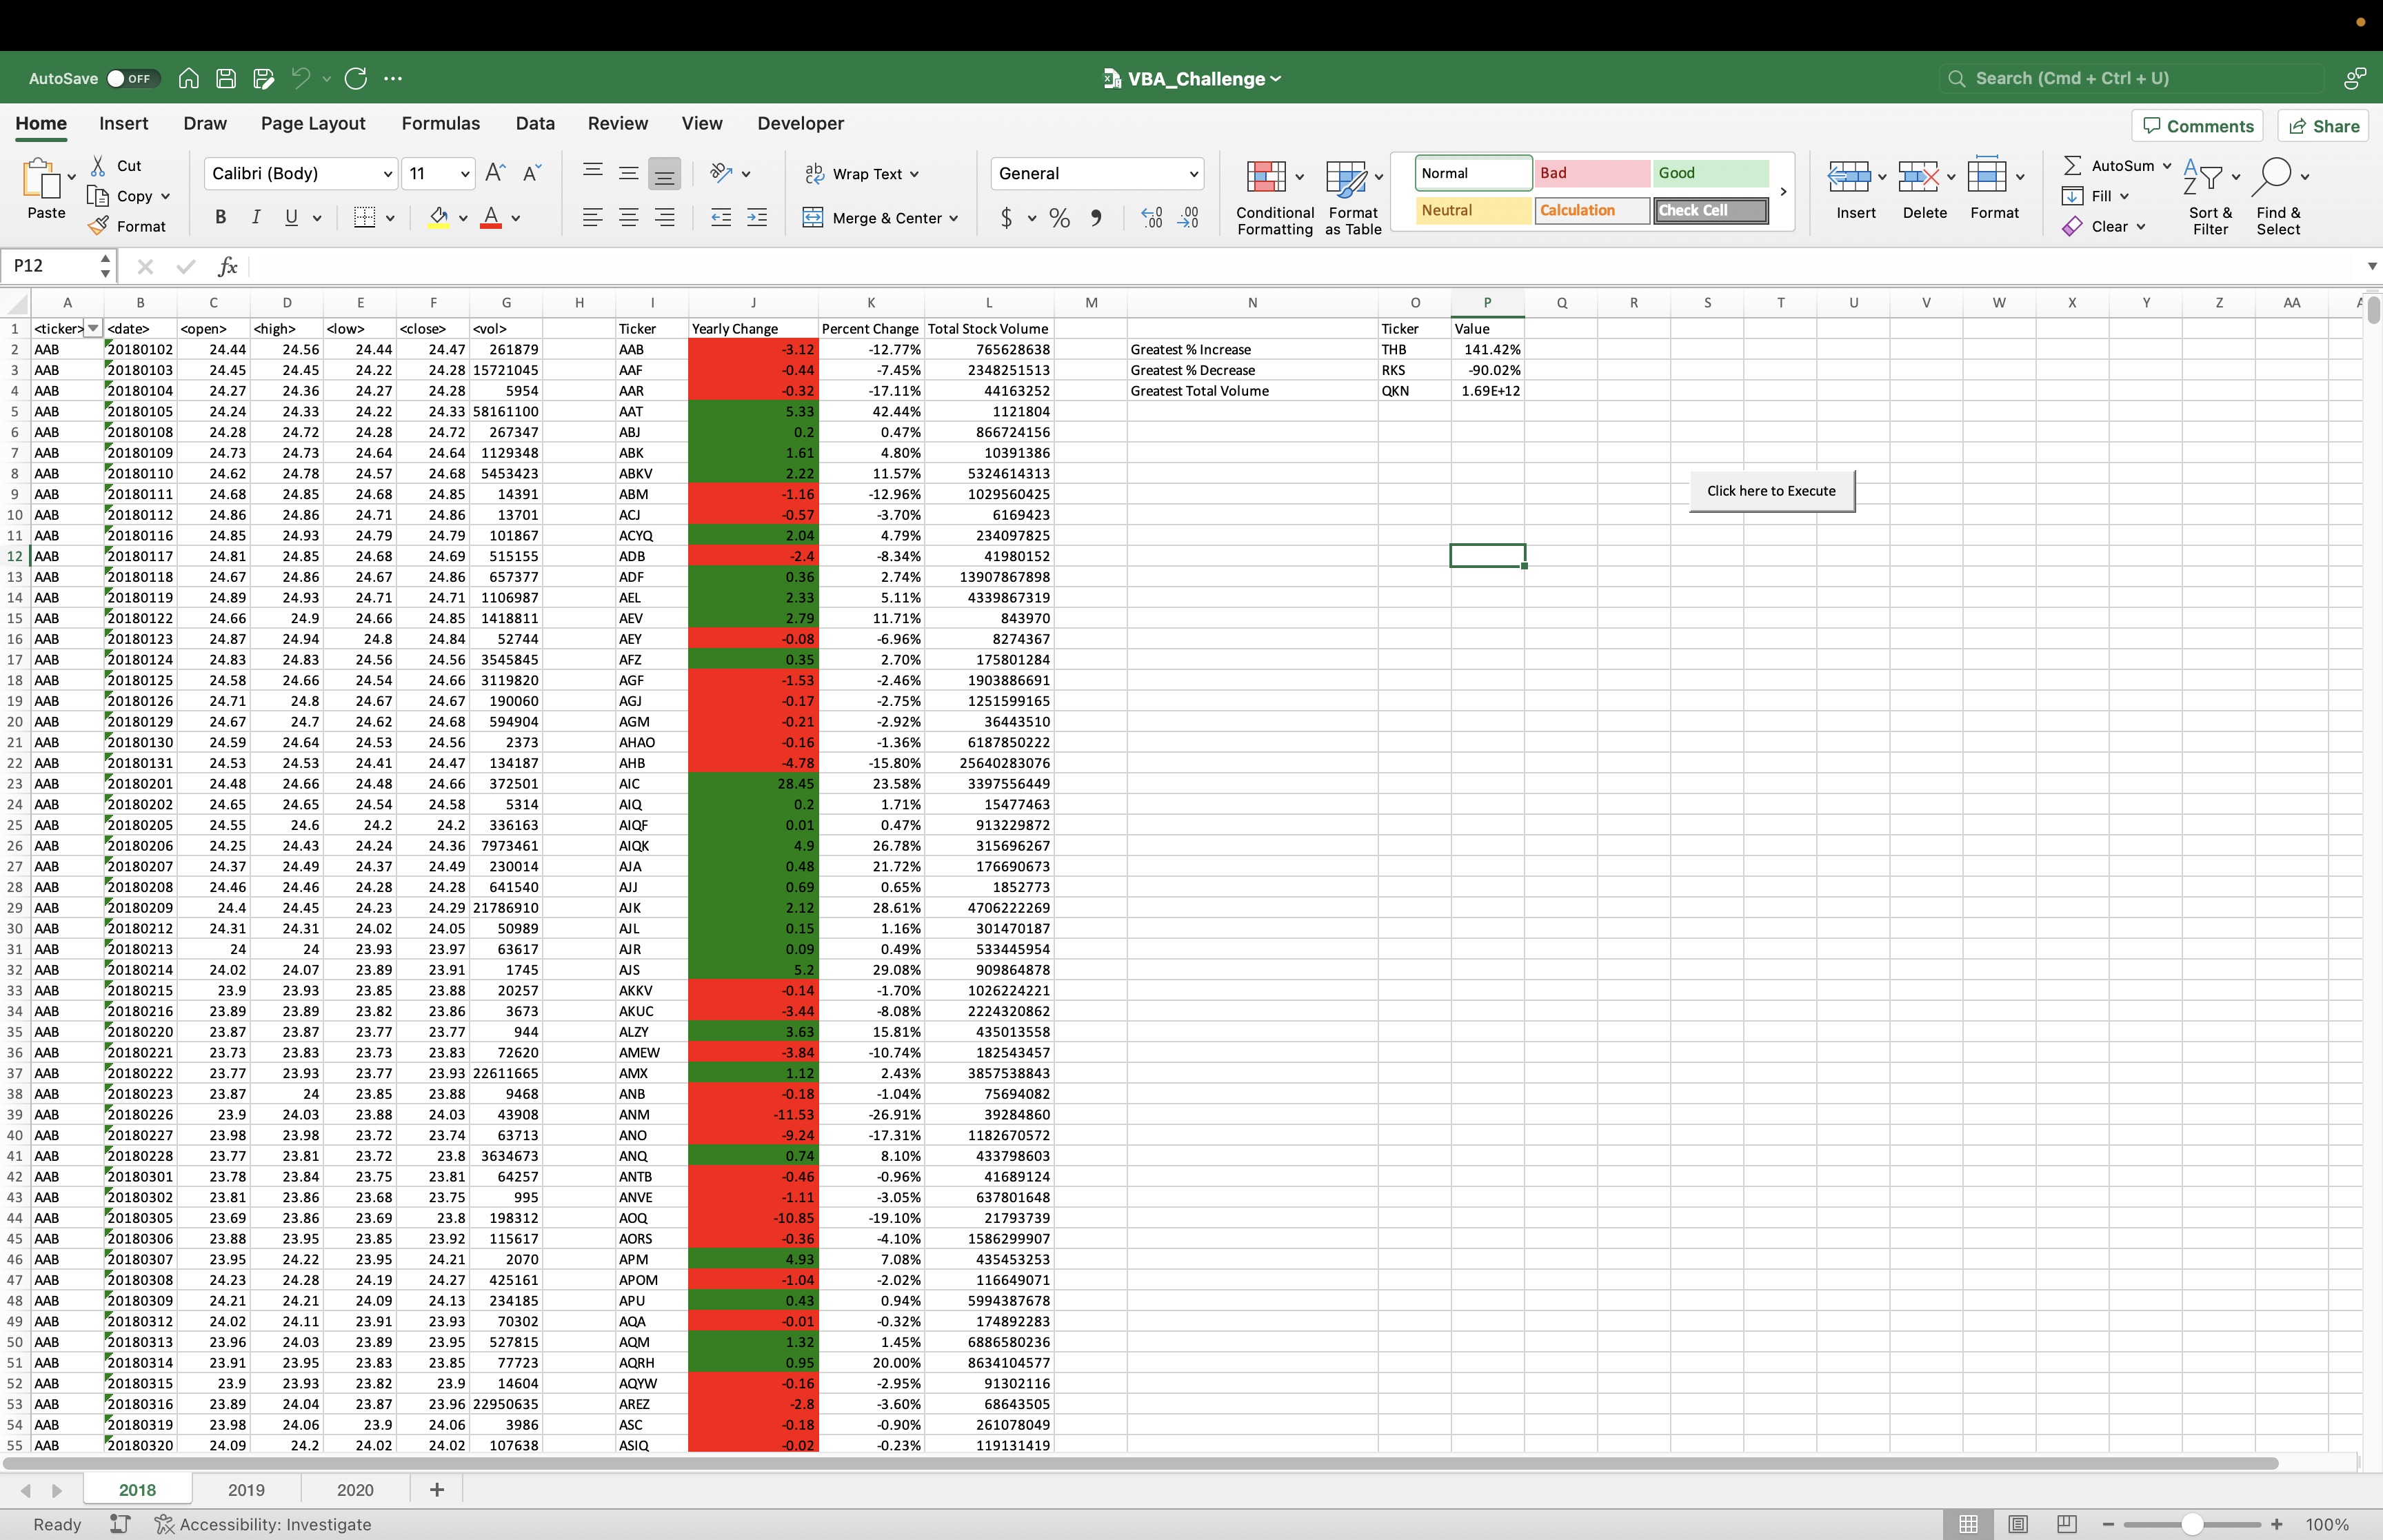 AutoSave OFF VBA_Challenge Search (Cmd + Ctrl + U)
Home Insert Draw Page Layout Formulas Data Review View Developer Comments Share
Paste Cut Copy Format
Calibri (Body) 11
B I U A
Wrap Text
Merge & Center
General
$ %
Conditional Formatting Format as Table
Normal Bad Good
Neutral Calculation Check Cell
Insert Delete Format
AutoSum
Fill
Clear
Sort & Filter Find & Select
P12 fx
A B C D E F G H I J K L M N O P Q R S T U V W X Y Z AA
1 <ticker> <date> <open> <high> <low> <close> <vol> Ticker Yearly Change Percent Change Total Stock Volume Ticker Value
2 AAB 20180102 24.44 24.56 24.44 24.47 261879 AAB -3.12 -12.77% 765628638 Greatest % Increase THB 141.42%
3 AAB 20180103 24.45 24.45 24.22 24.28 15721045 AAF -0.44 -7.45% 2348251513 Greatest % Decrease RKS -90.02%
4 AAB 20180104 24.27 24.36 24.27 24.28 5954 AAR -0.32 -17.11% 44163252 Greatest Total Volume QKN 1.69E+12
5 AAB 20180105 24.24 24.33 24.22 24.33 58161100 AAT 5.33 42.44% 1121804
6 AAB 20180108 24.28 24.72 24.28 24.72 267347 ABJ 0.2 0.47% 866724156
7 AAB 20180109 24.73 24.73 24.64 24.64 1129348 ABK 1.61 4.80% 10391386
8 AAB 20180110 24.62 24.78 24.57 24.68 5453423 ABKV 2.22 11.57% 5324614313
9 AAB 20180111 24.68 24.85 24.68 24.85 14391 ABM -1.16 -12.96% 1029560425 Click here to Execute
10 AAB 20180112 24.86 24.86 24.71 24.86 13701 ACJ -0.57 -3.70% 6169423
11 AAB 20180116 24.85 24.93 24.79 24.79 101867 ACYQ 2.04 4.79% 234097825
12 AAB 20180117 24.81 24.85 24.68 24.69 515155 ADB -2.4 -8.34% 41980152
13 AAB 20180118 24.67 24.86 24.67 24.86 657377 ADF 0.36 2.74% 13907867898
14 AAB 20180119 24.89 24.93 24.71 24.71 1106987 AEL 2.33 5.11% 4339867319
15 AAB 20180122 24.66 24.9 24.66 24.85 1418811 AEV 2.79 11.71% 843970
16 AAB 20180123 24.87 24.94 24.8 24.84 52744 AEY -0.08 -6.96% 8274367
17 AAB 20180124 24.83 24.83 24.56 24.56 3545845 AFZ 0.35 2.70% 175801284
18 AAB 20180125 24.58 24.66 24.54 24.66 3119820 AGF -1.53 -2.46% 1903886691
19 AAB 20180126 24.71 24.8 24.67 24.67 190060 AGJ -0.17 -2.75% 1251599165
20 AAB 20180129 24.67 24.7 24.62 24.68 594904 AGM -0.21 -2.92% 36443510
21 AAB 20180130 24.59 24.64 24.53 24.56 2373 AHAO -0.16 -1.36% 6187850222
22 AAB 20180131 24.53 24.53 24.41 24.47 134187 AHB -4.78 -15.80% 25640283076
23 AAB 20180201 24.48 24.66 24.48 24.66 372501 AIC 28.45 23.58% 3397556449
24 AAB 20180202 24.65 24.65 24.54 24.58 5314 AIQ 0.2 1.71% 15477463
25 AAB 20180205 24.55 24.6 24.2 24.2 336163 AIQF 0.01 0.47% 913229872
26 AAB 20180206 24.25 24.43 24.24 24.36 7973461 AIQK 4.9 26.78% 315696267
27 AAB 20180207 24.37 24.49 24.37 24.49 230014 AJA 0.48 21.72% 176690673
28 AAB 20180208 24.46 24.46 24.28 24.28 641540 AJJ 0.69 0.65% 1852773
29 AAB 20180209 24.4 24.45 24.23 24.29 21786910 AJK 2.12 28.61% 4706222269
30 AAB 20180212 24.31 24.31 24.02 24.05 50989 AJL 0.15 1.16% 301470187
31 AAB 20180213 24 24 23.93 23.97 63617 AJR 0.09 0.49% 533445954
32 AAB 20180214 24.02 24.07 23.89 23.91 1745 AJS 5.2 29.08% 909864878
33 AAB 20180215 23.9 23.93 23.85 23.88 20257 AKKV -0.14 -1.70% 1026224221
34 AAB 20180216 23.89 23.89 23.82 23.86 3673 AKUC -3.44 -8.08% 2224320862
35 AAB 20180220 23.87 23.87 23.77 23.77 944 ALZY 3.63 15.81% 435013558
36 AAB 20180221 23.73 23.83 23.73 23.83 72620 AMEW -3.84 -10.74% 182543457
37 AAB 20180222 23.77 23.93 23.77 23.93 22611665 AMX 1.12 2.43% 3857538843
38 AAB 20180223 23.87 24 23.85 23.88 9468 ANB -0.18 -1.04% 75694082
39 AAB 20180226 23.9 24.03 23.88 24.03 43908 ANM -11.53 -26.91% 39284860
40 AAB 20180227 23.98 23.98 23.72 23.74 63713 ANO -9.24 -17.31% 1182670572
41 AAB 20180228 23.77 23.81 23.72 23.8 3634673 ANQ 0.74 8.10% 433798603
42 AAB 20180301 23.78 23.84 23.75 23.81 64257 ANTB -0.46 -0.96% 41689124
43 AAB 20180302 23.81 23.86 23.68 23.75 995 ANVE -1.11 -3.05% 637801648
44 AAB 20180305 23.69 23.86 23.69 23.8 198312 AOQ -10.85 -19.10% 21793739
45 AAB 20180306 23.88 23.95 23.85 23.92 115617 AORS -0.36 -4.10% 1586299907
46 AAB 20180307 23.95 24.22 23.95 24.21 2070 APM 4.93 7.08% 435453253
47 AAB 20180308 24.23 24.28 24.19 24.27 425161 APOM -1.04 -2.02% 116649071
48 AAB 20180309 24.21 24.21 24.09 24.13 234185 APU 0.43 0.94% 5994387678
49 AAB 20180312 24.02 24.11 23.91 23.93 70302 AQA -0.01 -0.32% 174892283
50 AAB 20180313 23.96 24.03 23.89 23.95 527815 AQM 1.32 1.45% 6886580236
51 AAB 20180314 23.91 23.95 23.83 23.85 77723 AQRH 0.95 20.00% 8634104577
52 AAB 20180315 23.9 23.93 23.82 23.9 14604 AQYW -0.16 -2.95% 91302116
53 AAB 20180316 23.89 24.04 23.87 23.96 22950635 AREZ -2.8 -3.60% 68643505
54 AAB 20180319 23.98 24.06 23.9 24.06 3986 ASC -0.18 -0.90% 261078049
55 AAB 20180320 24.09 24.2 24.02 24.02 107638 ASIQ -0.02 -0.23% 119131419
2018 2019 2020 +
Ready Accessibility: Investigate 100%